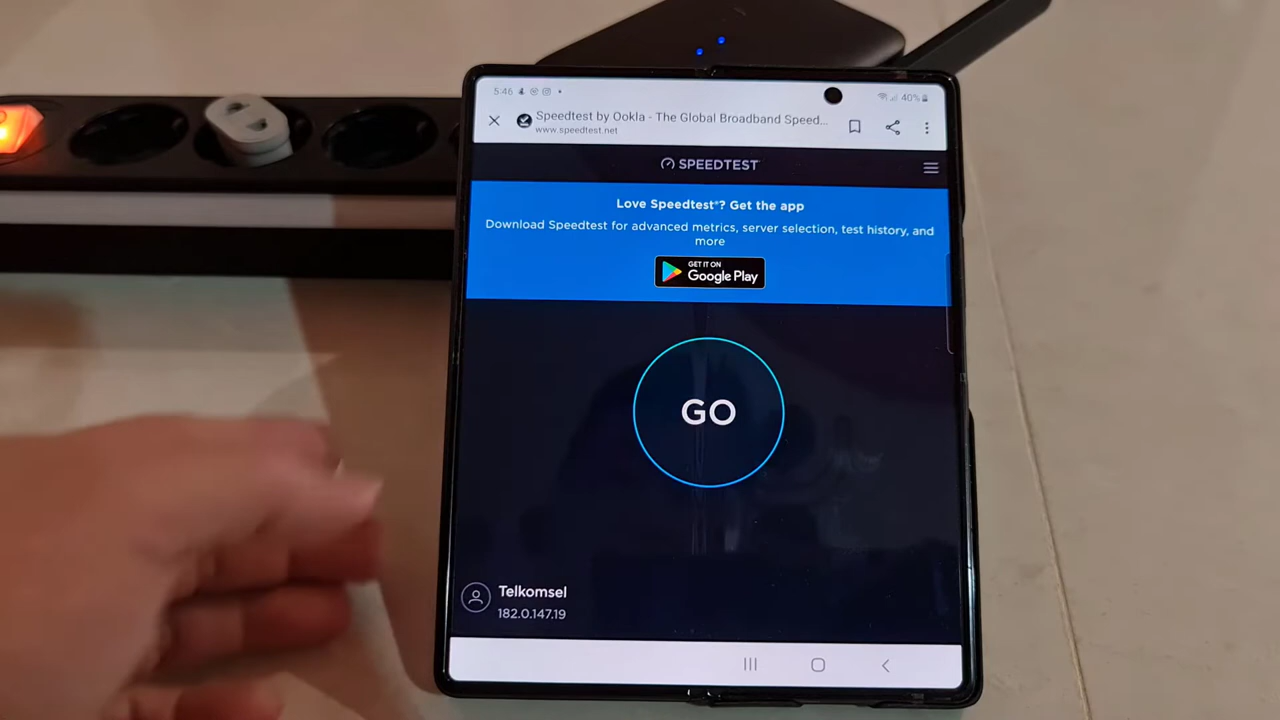 5:46
40%
Speedtest by Ookla - The Global Broadband Speed...
www.speedtest.net
SPEEDTEST
Love Speedtest®? Get the app
Download Speedtest for advanced metrics, server selection, test history, and
more
GET IT ON
Google Play
GO
Telkomsel
182.0.147.19